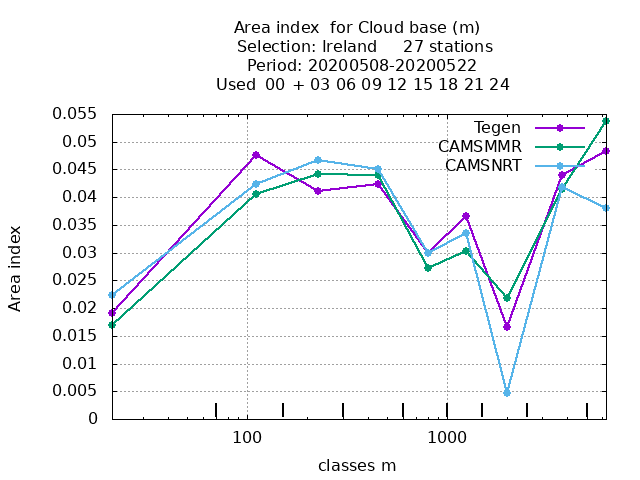 Area index for Cloud base (m)
Selection: Ireland 27 stations
Period: 20200508-20200522
Used 00 + 03 06 09 12 15 18 21 24
0.055
0.05
0.045
0.04
0.035
0.03
0.025
0.02
0.015
0.01
0.005
0
Area index
Tegen
CAMSMMR
CAMSNRT
100 1000
classes m